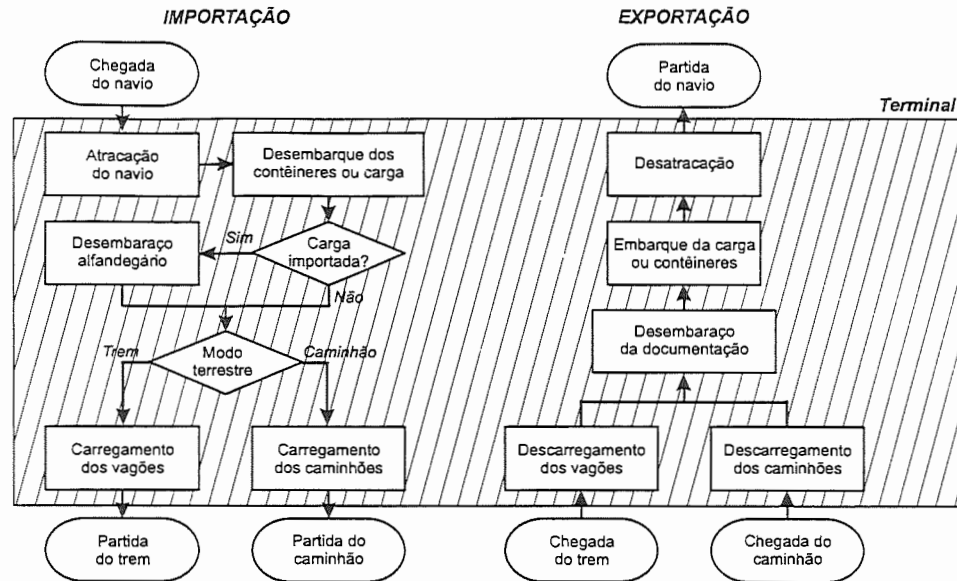 IMPORTAÇÃO
EXPORTAÇÃO
Chegada
do navio
Partida
do navio
Terminal
Atracação
do navio
Desembarque dos
contêineres ou carga
Desatracação
Desembaraço
alfandegário
Sim
Carga
importada?
Não
Embarque da carga
ou contêineres
Trem
Modo
terrestre
Caminhão
Desembaraço
da documentação
Carregamento
dos vagões
Carregamento
dos caminhões
Descarregamento
dos vagões
Descarregamento
dos caminhões
Partida
do trem
Partida do
caminhão
Chegada
do trem
Chegada do
caminhão